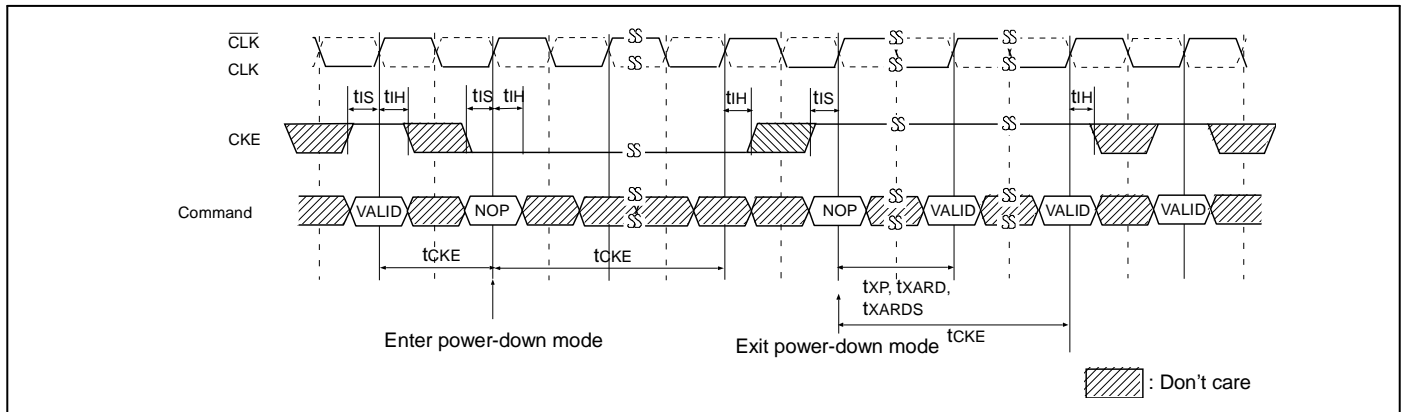 CLK
CLK
tIS tIH tIS tIH tIH tIS tIH
CKE
Command VALID NOP NOP VALID VALID VALID
tCKE tCKE
tXP, tXARD,
tXARDS
Enter power-down mode Exit power-down mode tCKE
: Don't care